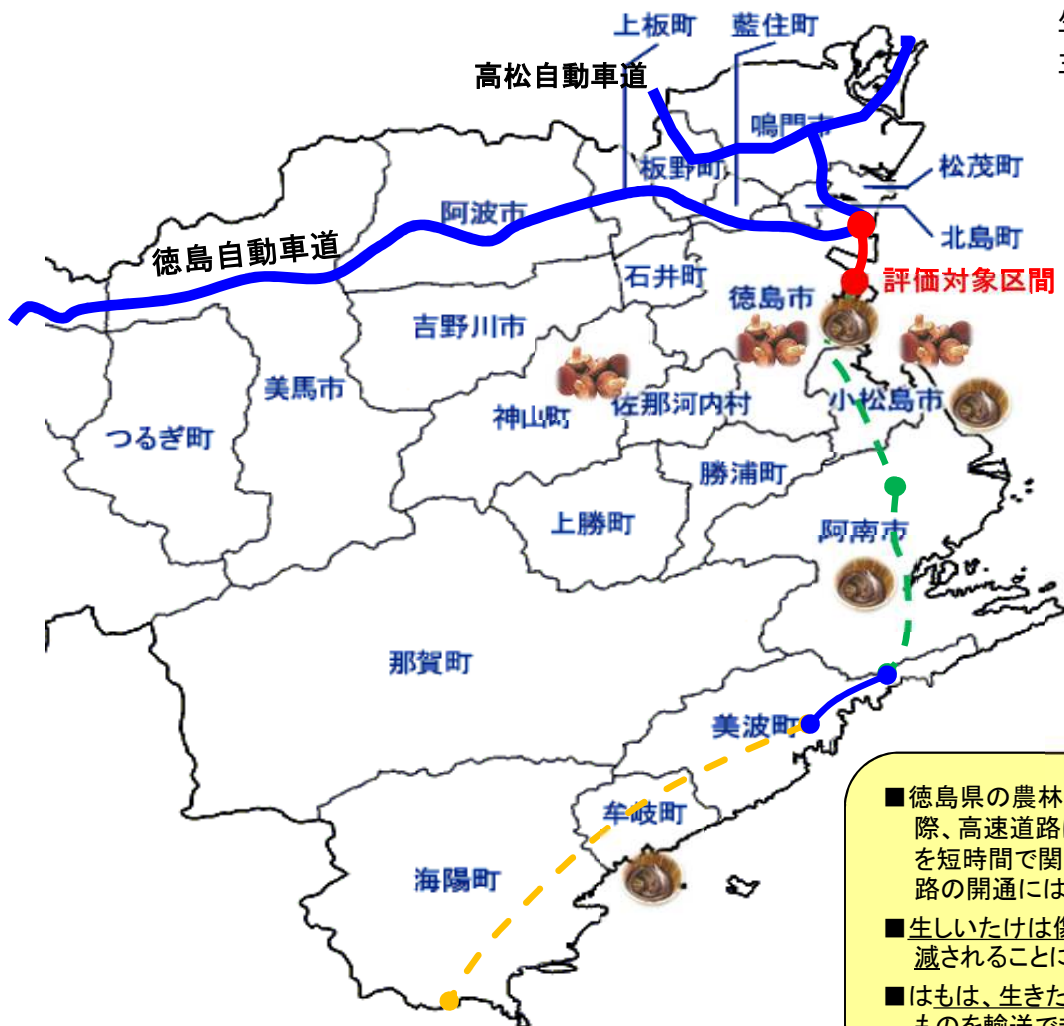 上板町
藍住町
高松自動車道
鳴門市
板野町
松茂町
阿波市
北島町
徳島自動車道
石井町
評価対象区間
徳島市
吉野川市
美馬市
佐那河内村
小松島市
神山町
つるぎ町
勝浦町
上勝町
阿南市
那賀町
美波町
牟岐町
海陽町
■徳島県の農林
際、高速道路
を短時間で関
路の開通には
■生しいたけは
減されることに
■はもは、生きた
ものを輸送で